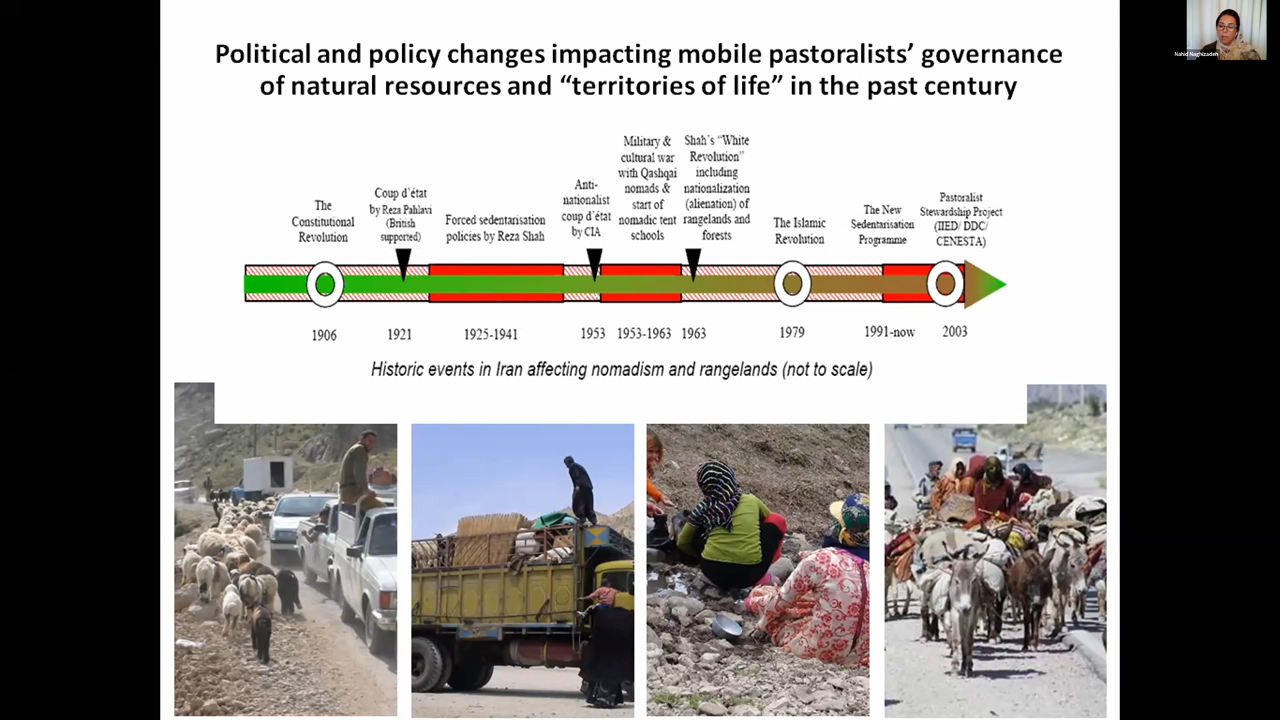 Political and policy changes impacting mobile pastoralists’ governance
of natural resources and “territories of life” in the past century
Nahid Naghizadeh
The
Constitutional
Revolution
Coup d’état
by Reza Pahlavi
(British
supported)
Forced sedentarisation
policies by Reza Shah
Anti-
nationalist
coup d’état
by CIA
Military &
cultural war
with Qashqai
nomads &
start of
nomadic tent
schools
Shah’s “White
Revolution”
including
nationalization
(alienation) of
rangelands and
forests
The Islamic
Revolution
The New
Sedentarisation
Programme
Pastoralist
Stewardship Project
(IIED/ DDC/
CENESTA)
1906
1921
1925-1941
1953
1953-1963
1963
1979
1991-now
2003
Historic events in Iran affecting nomadism and rangelands (not to scale)